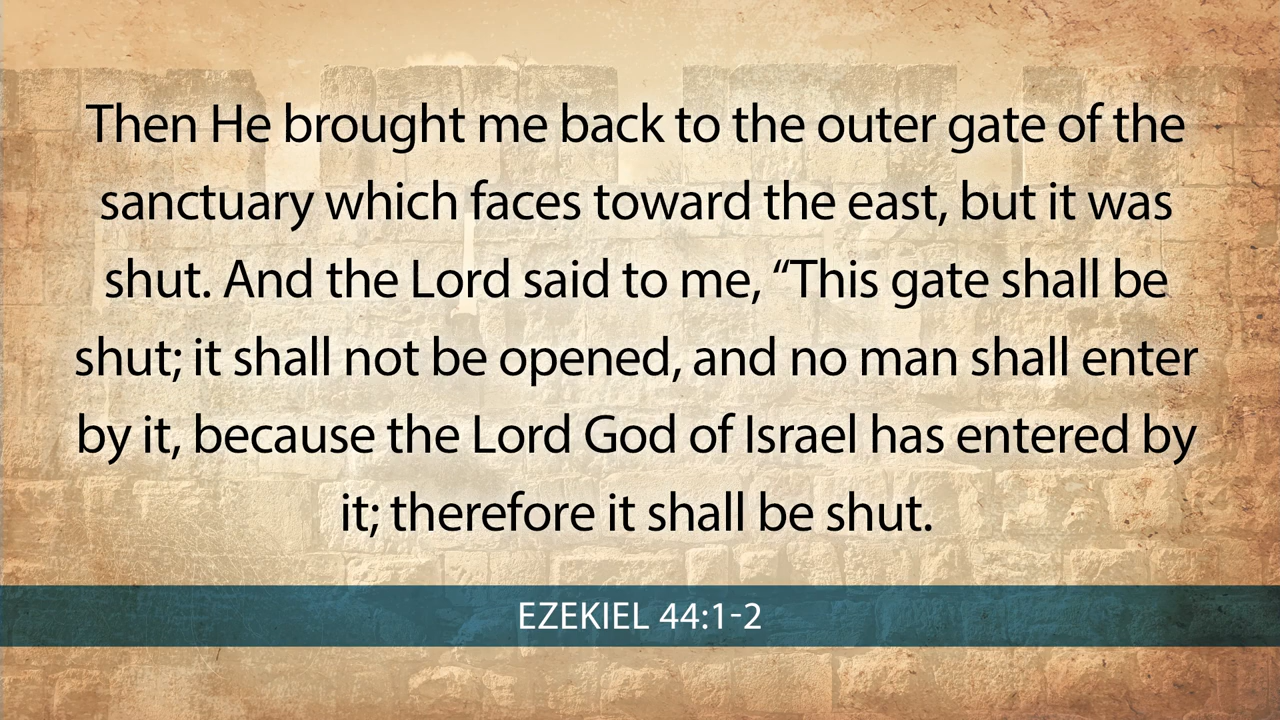 Then He brought me back to the outer gate of the
sanctuary which faces toward the east, but it was
shut. And the Lord said to me, “This gate shall be
shut; it shall not be opened, and no man shall enter
by it, because the Lord God of Israel has entered by
it; therefore it shall be shut.
EZEKIEL 44:1-2